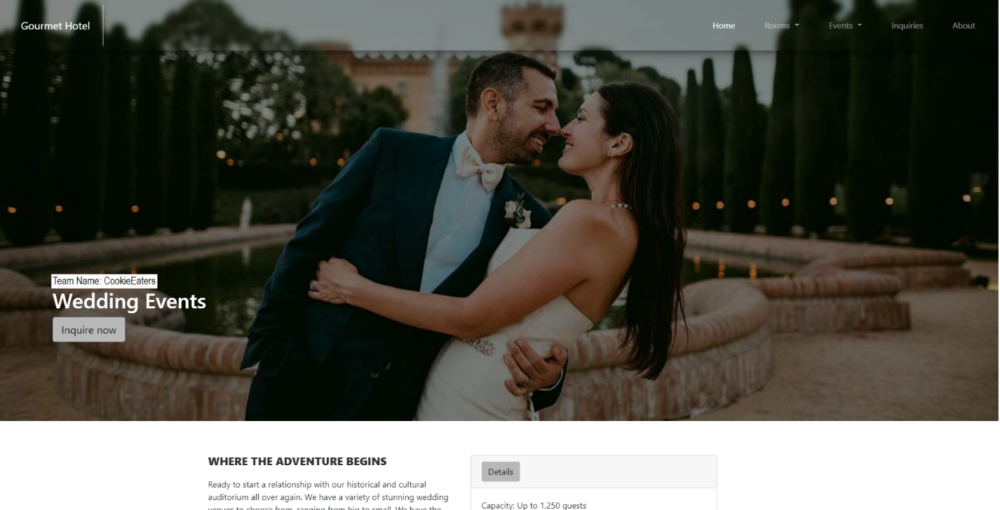 Gourmet Hotel
Home Rooms Events Inquiries About
Team Name: CookieEaters
Wedding Events
Inquire now
WHERE THE ADVENTURE BEGINS
Ready to start a relationship with our historical and cultural
auditorium all over again. We have a variety of stunning wedding
venues to choose from, ranging from big to small. We have the
Details
Capacity: Up to 1,250 guests